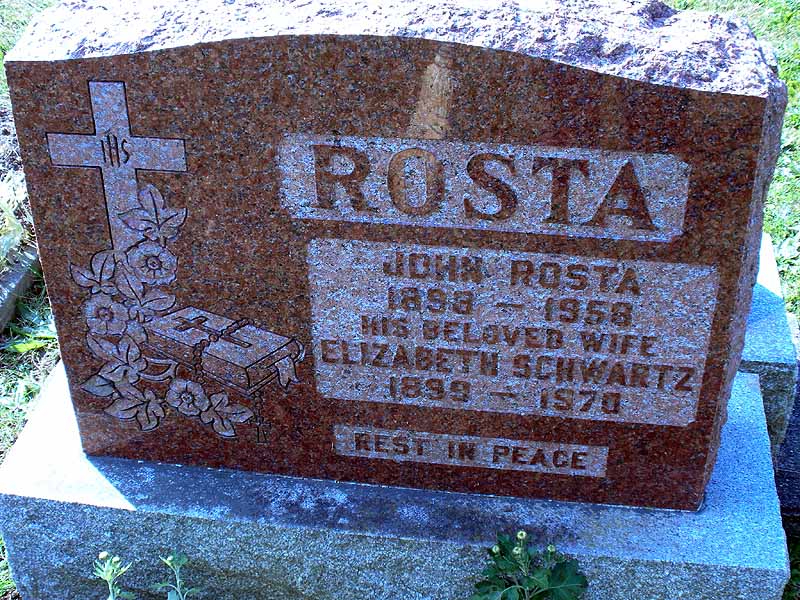 IHS
ROSTA
JOHN ROSTA
1898 – 1958
HIS BELOVED WIFE
ELIZABETH SCHWARTZ
1899 – 1970
REST IN PEACE